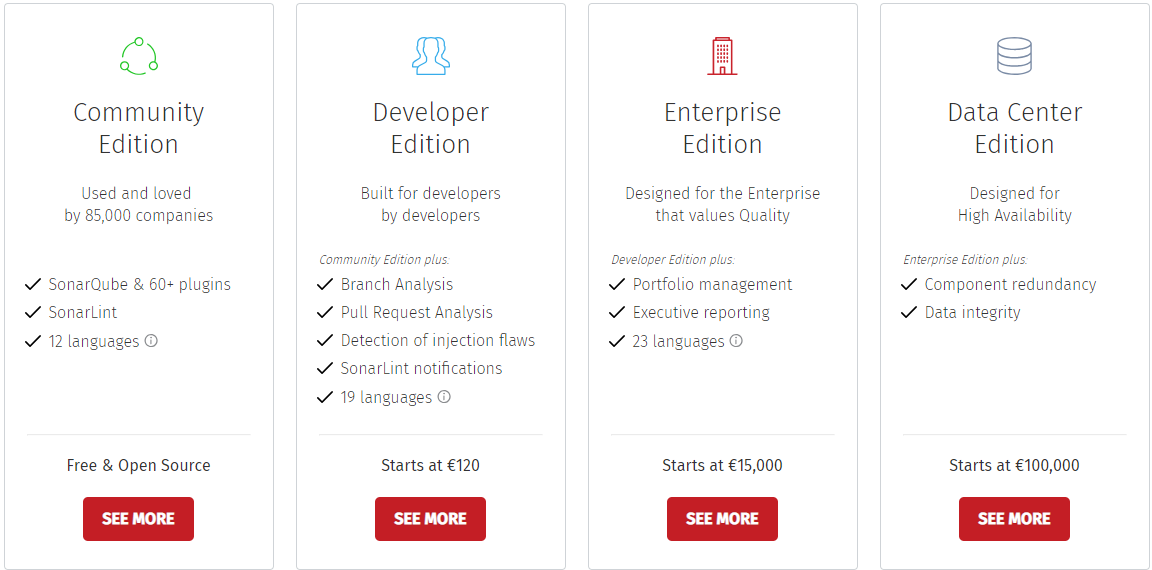 Community
Edition
Used and loved
by 85,000 companies
SonarQube & 60+ plugins
SonarLint
12 languages
Free & Open Source
SEE MORE
Developer
Edition
Built for developers
by developers
Community Edition plus:
Branch Analysis
Pull Request Analysis
Detection of injection flaws
SonarLint notifications
19 languages
Starts at €120
SEE MORE
Enterprise
Edition
Designed for the Enterprise
that values Quality
Developer Edition plus:
Portfolio management
Executive reporting
23 languages
Starts at €15,000
SEE MORE
Data Center
Edition
Designed for
High Availability
Enterprise Edition plus:
Component redundancy
Data integrity
Starts at €100,000
SEE MORE